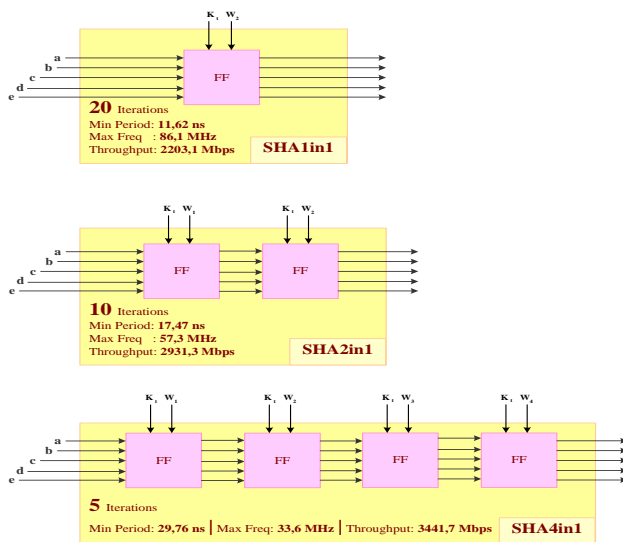 K₁ W₂
a
b
c
d
e
FF
20 Iterations
Min Period: 11,62 ns
Max Freq : 86,1 MHz
Throughput: 2203,1 Mbps
SHA1in1
K₁ W₁ K₁ W₂
a
b
c
d
e
FF FF
10 Iterations
Min Period: 17,47 ns
Max Freq : 57,3 MHz
Throughput: 2931,3 Mbps
SHA2in1
K₁ W₁ K₁ W₂ K₁ W₃ K₁ W₄
a
b
c
d
e
FF FF FF FF
5 Iterations
Min Period: 29,76 ns | Max Freq: 33,6 MHz | Throughput: 3441,7 Mbps
SHA4in1